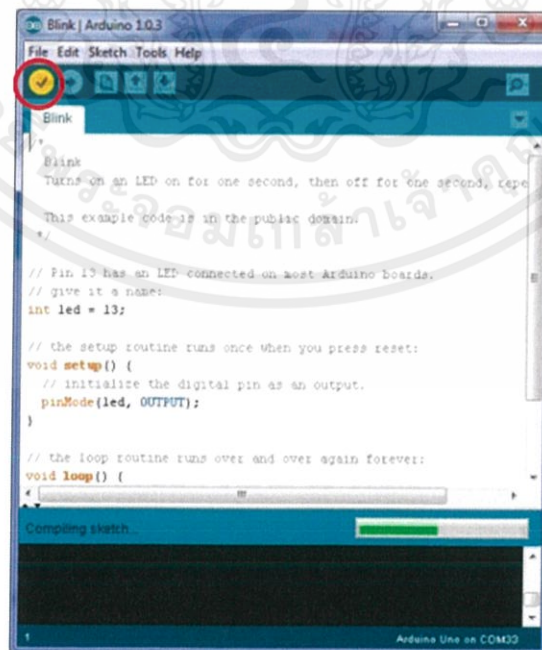 Blink | Arduino 1.0.3
File Edit Sketch Tools Help
Blink
/*
Blink
Turns on an LED on for one second, then off for one second, repe
This example code is in the public domain.
*/
// Pin 13 has an LED connected on most Arduino boards.
// give it a name:
int led = 13;
// the setup routine runs once when you press reset:
void setup() {
// initialize the digital pin as an output.
pinMode(led, OUTPUT);
}
// the loop routine runs over and over again forever:
void loop() {
Compiling sketch...
1
Arduino Uno on COM33